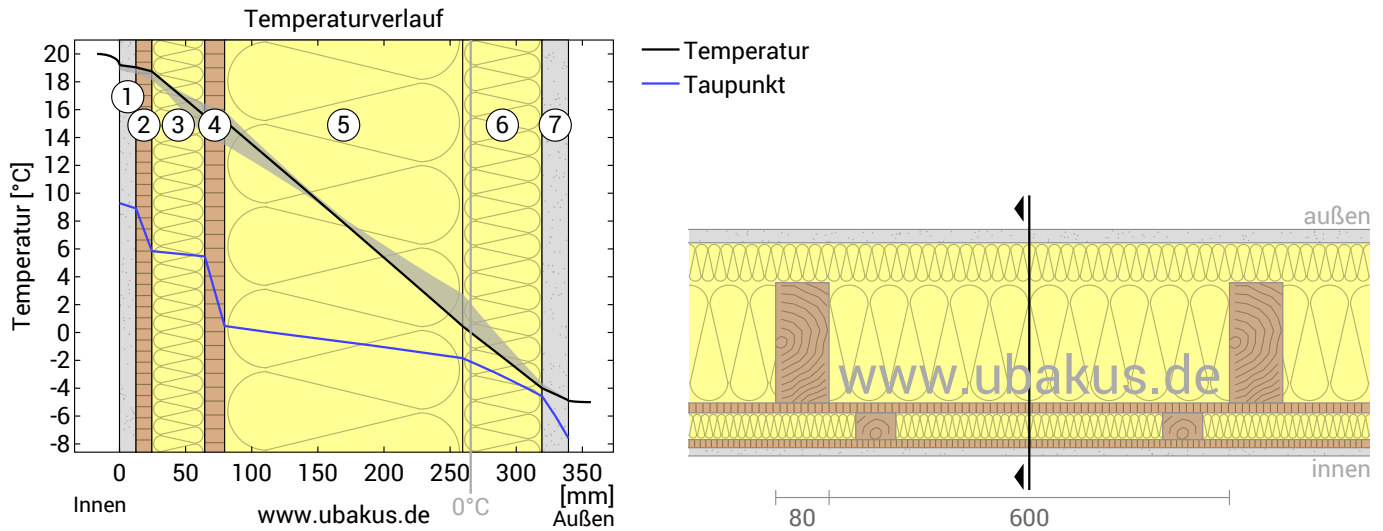 Temperaturverlauf
Temperatur [°C]
20
18
16
14
12
10
8
6
4
2
0
-2
-4
-6
-8
1
2
3
4
5
6
7
0
50
100
150
200
250
300
350
[mm]
Innen
www.ubakus.de
0°C
Außen
Temperatur
Taupunkt
außen
www.ubakus.de
innen
80
600